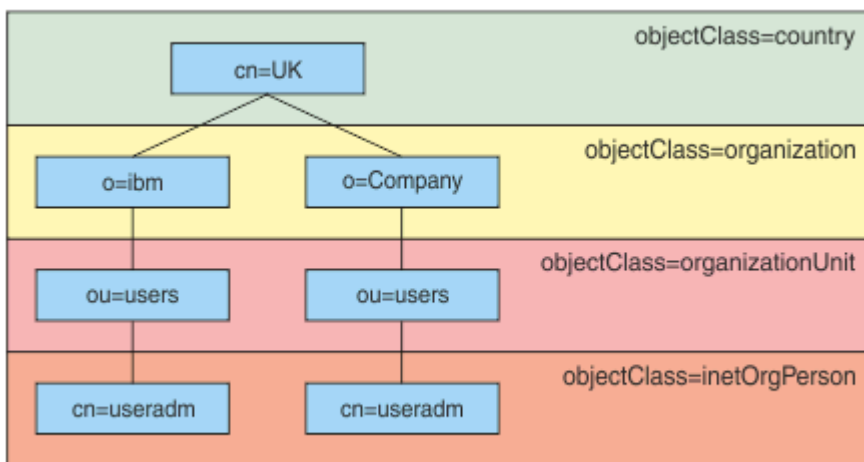 objectClass=country
cn=UK
objectClass=organization
o=ibm
o=Company
objectClass=organizationUnit
ou=users
ou=users
objectClass=inetOrgPerson
cn=useradm
cn=useradm